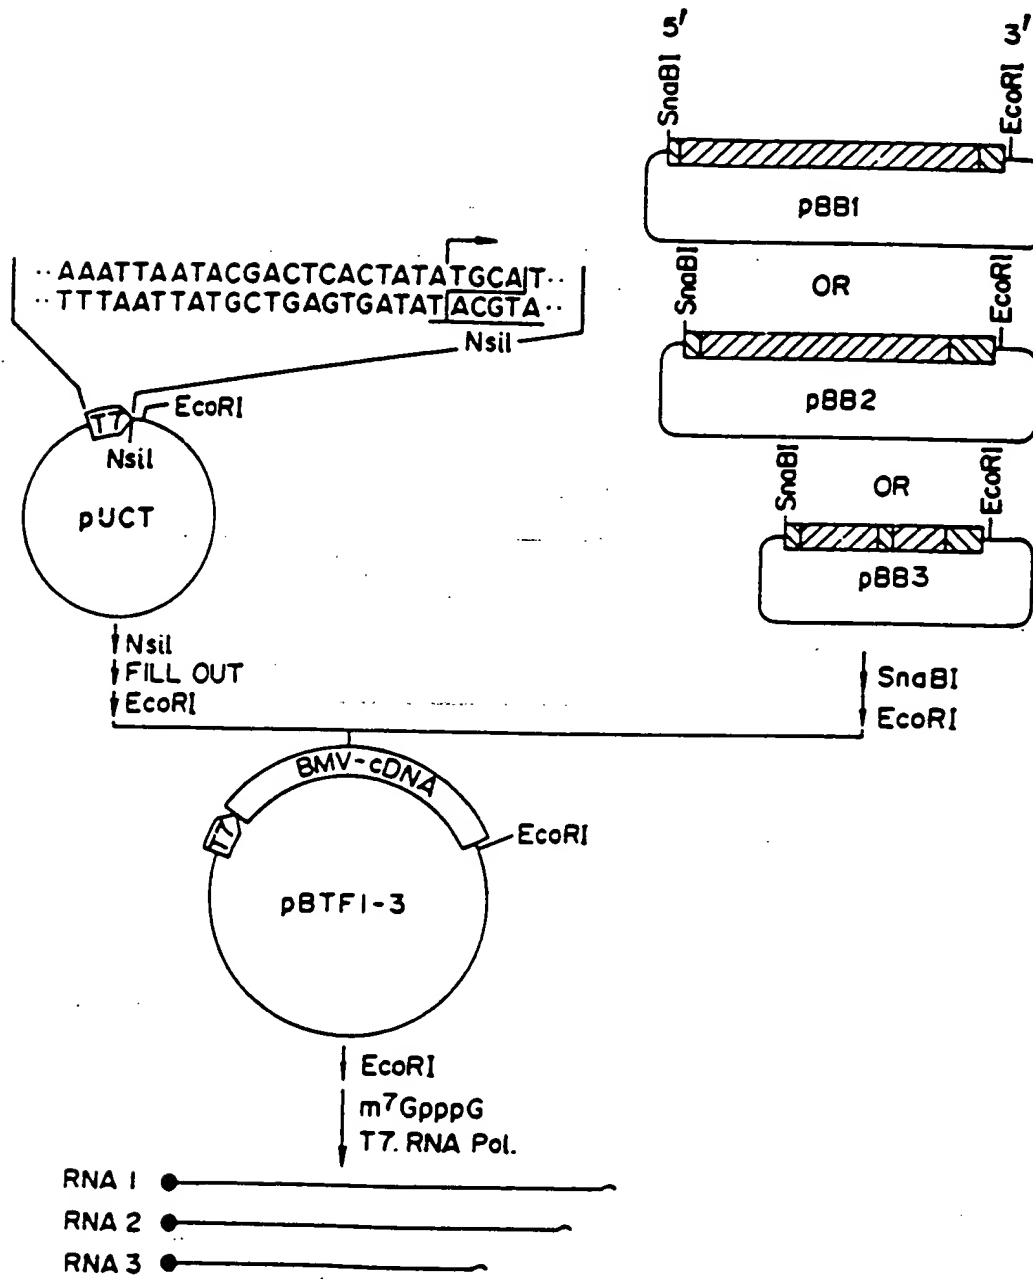 5' 3'
SnaBI EcoRI
pBB1
OR
SnaBI EcoRI
pBB2
OR
SnaBI EcoRI
pBB3
SnaBI
EcoRI
··AAATTAATACGACTCACTATATGCAT··
··TTTAATTATGCTGAGTGATATACGTA··
NsiI
T7 EcoRI
NsiI
pUCT
NsiI
FILL OUT
EcoRI
BMV-cDNA
T7 EcoRI
pBTF1-3
EcoRI
m7GpppG
T7. RNA Pol.
RNA 1
RNA 2
RNA 3